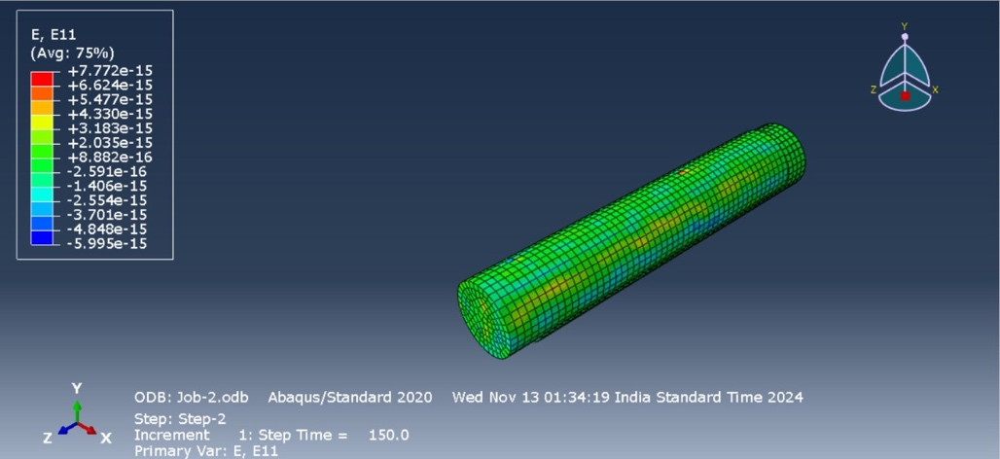 E, E11
(Avg: 75%)
+7.772e-15
+6.624e-15
+5.477e-15
+4.330e-15
+3.183e-15
+2.035e-15
+8.882e-16
-2.591e-16
-1.406e-15
-2.554e-15
-3.701e-15
-4.848e-15
-5.995e-15
Y
Z X
Y
Z X
ODB: Job-2.odb Abaqus/Standard 2020 Wed Nov 13 01:34:19 India Standard Time 2024
Step: Step-2
Increment 1: Step Time = 150.0
Primary Var: E, E11